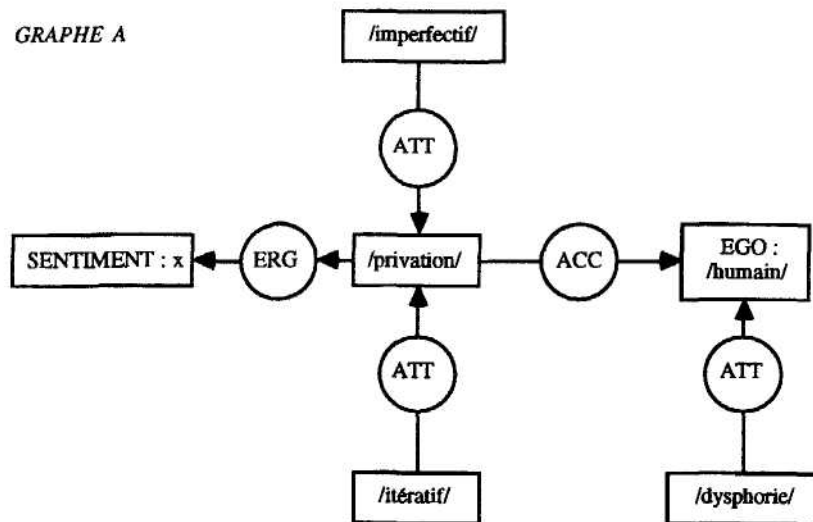 GRAPHE A
/imperfectif/
ATT
SENTIMENT : x
ERG
/privation/
ACC
EGO :
/humain/
ATT
ATT
/itératif/
/dysphorie/